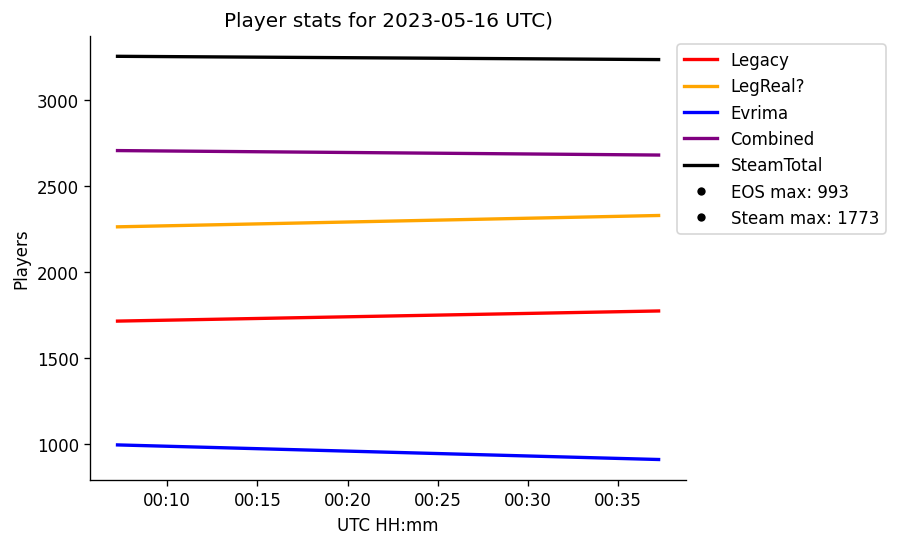 Player stats for 2023-05-16 UTC)
Legacy
LegReal?
Evrima
Combined
SteamTotal
EOS max: 993
Steam max: 1773
Players
3000
2500
2000
1500
1000
00:10
00:15
00:20
00:25
00:30
00:35
UTC HH:mm